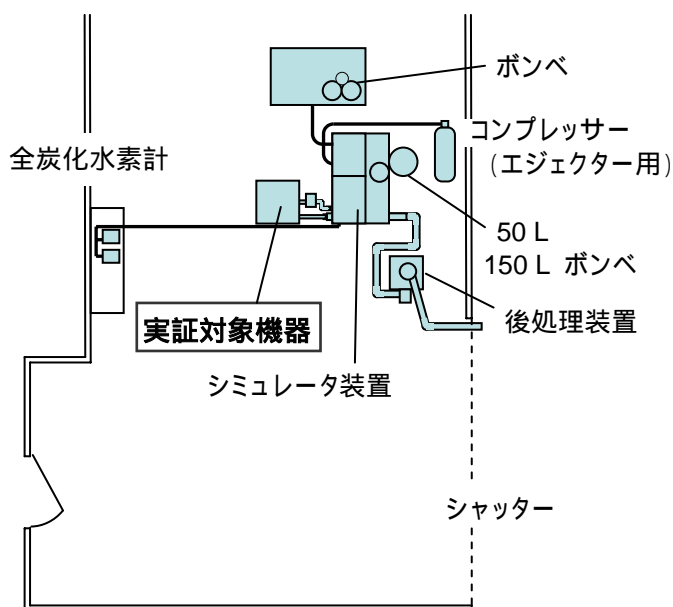 ボンベ
コンプレッサー
(エジェクター用)
全炭化水素計
50 L
150 L ボンベ
後処理装置
実証対象機器
シミュレータ装置
シャッター